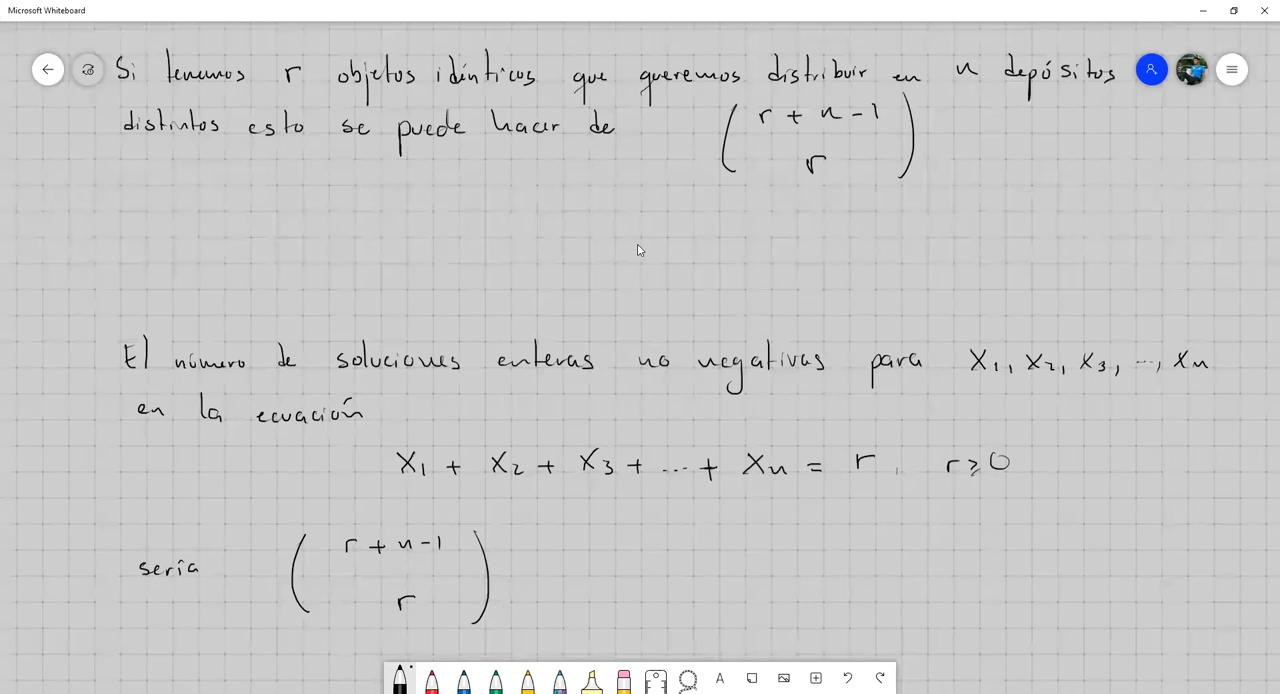 Microsoft Whiteboard
Si tenemos r objetos idénticos que queremos distribuir en n depósitos
distintos esto se puede hacer de (r + n - 1
r)
El número de soluciones enteras no negativas para x₁, x₂, x₃, ..., xₙ
en la ecuación
x₁ + x₂ + x₃ + ... + xₙ = r, r ≥ 0
sería (r + n - 1
r)
A